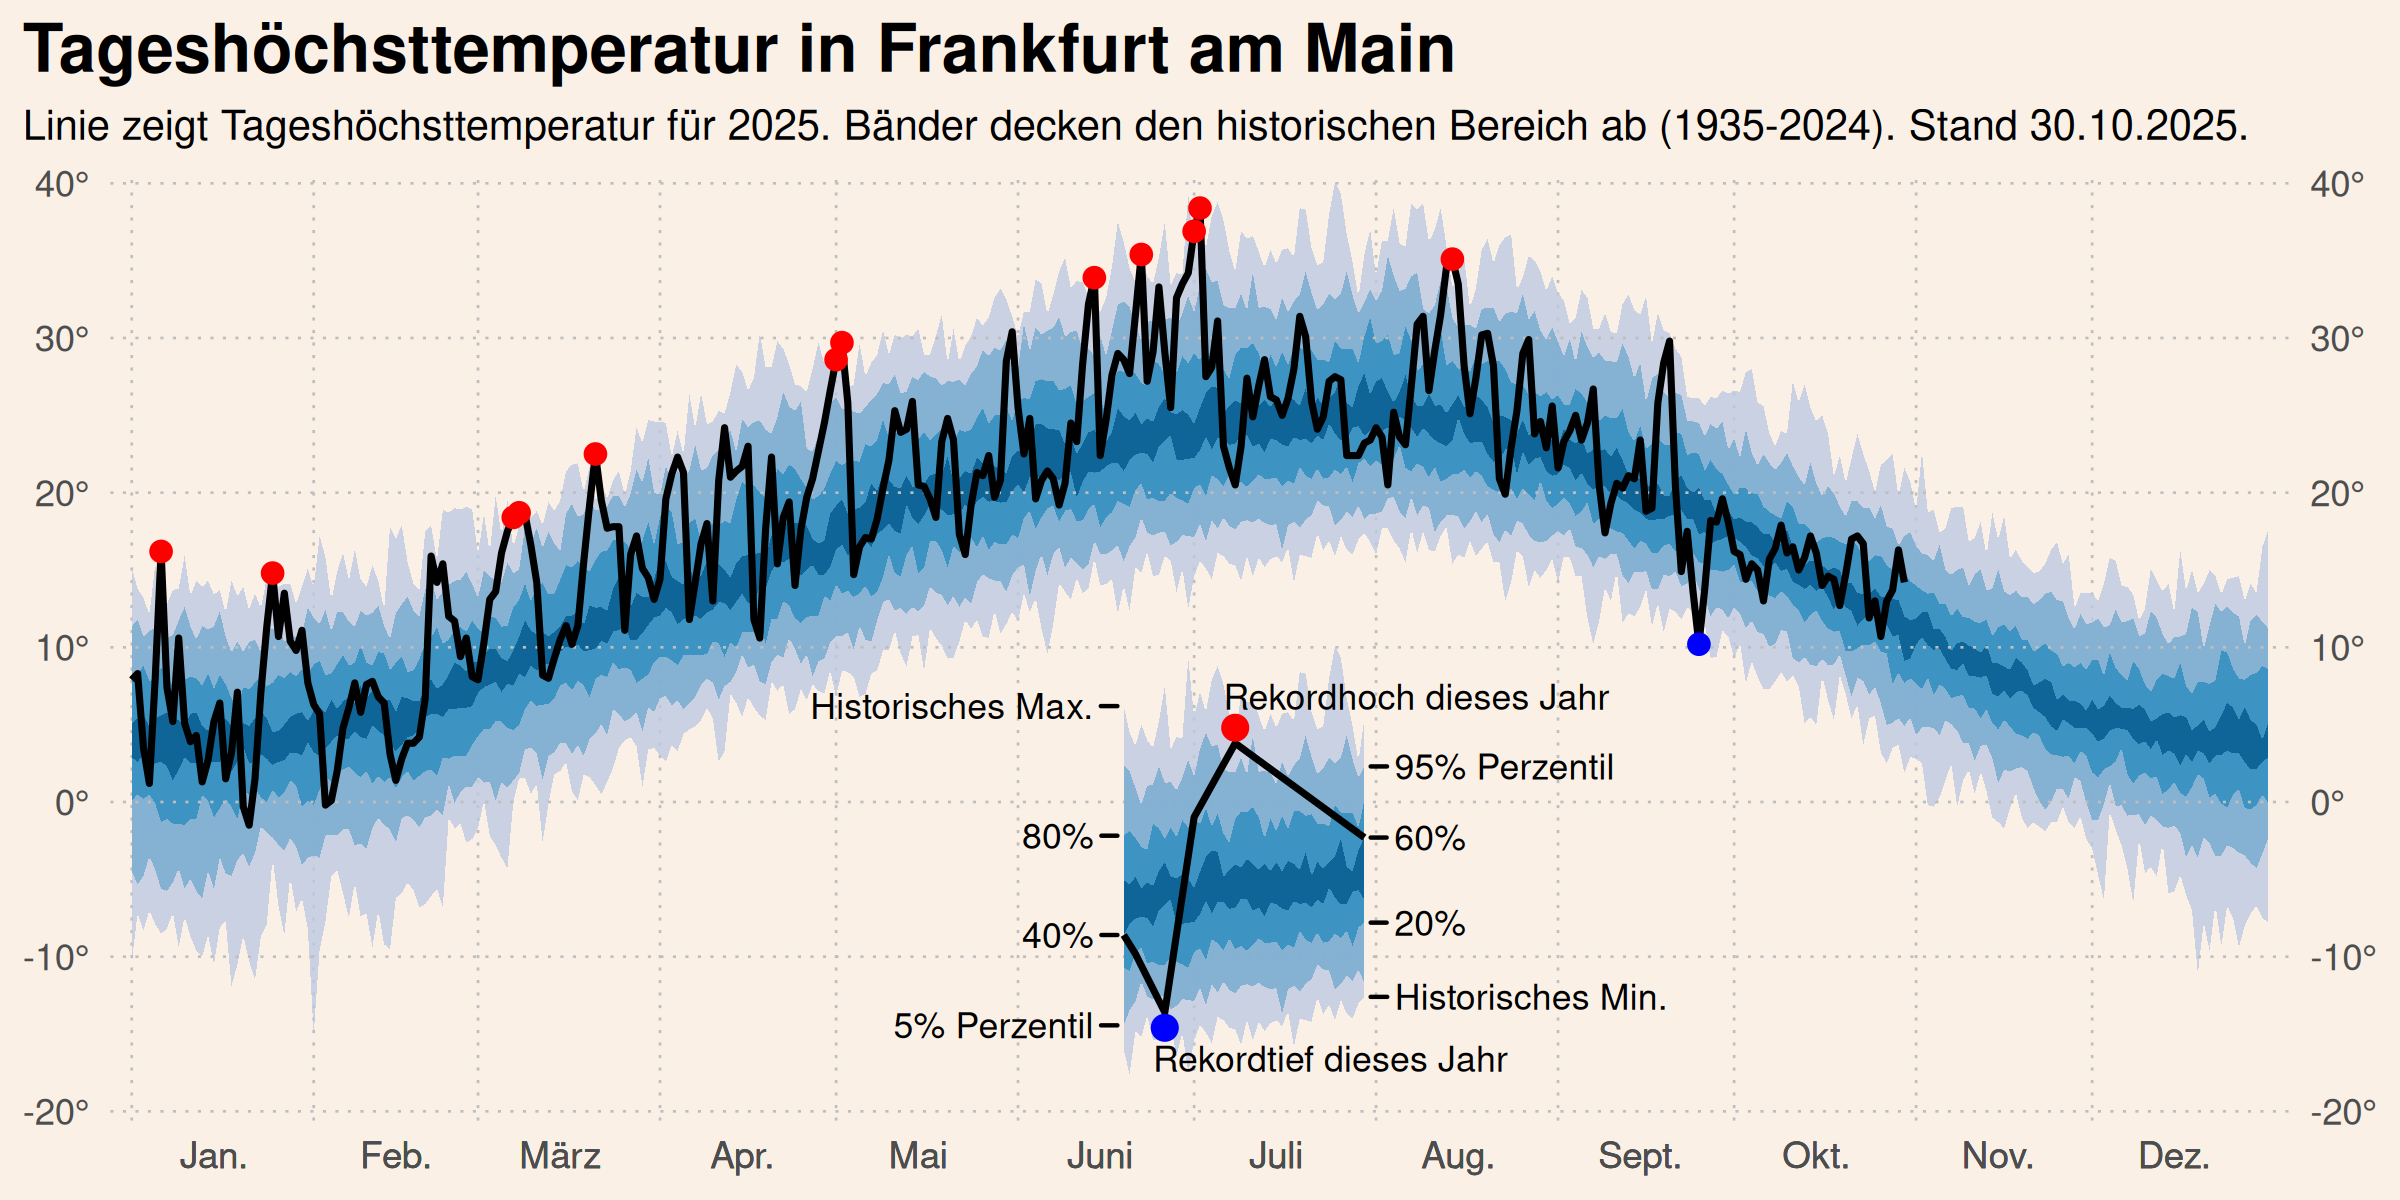 Tageshöchsttemperatur in Frankfurt am Main
Linie zeigt Tageshöchsttemperatur für 2025. Bänder decken den historischen Bereich ab (1935-2024). Stand 30.10.2025.
40° 40°
30° 30°
20° 20°
10° 10°
Rekordhoch dieses Jahr
Historisches Max.
95% Perzentil
0° 0°
80% 60%
20%
40%
-10° -10°
Historisches Min.
5% Perzentil
Rekordtief dieses Jahr
-20° -20°
Jan. Feb. März Apr. Mai Juni Juli Aug. Sept. Okt. Nov. Dez.